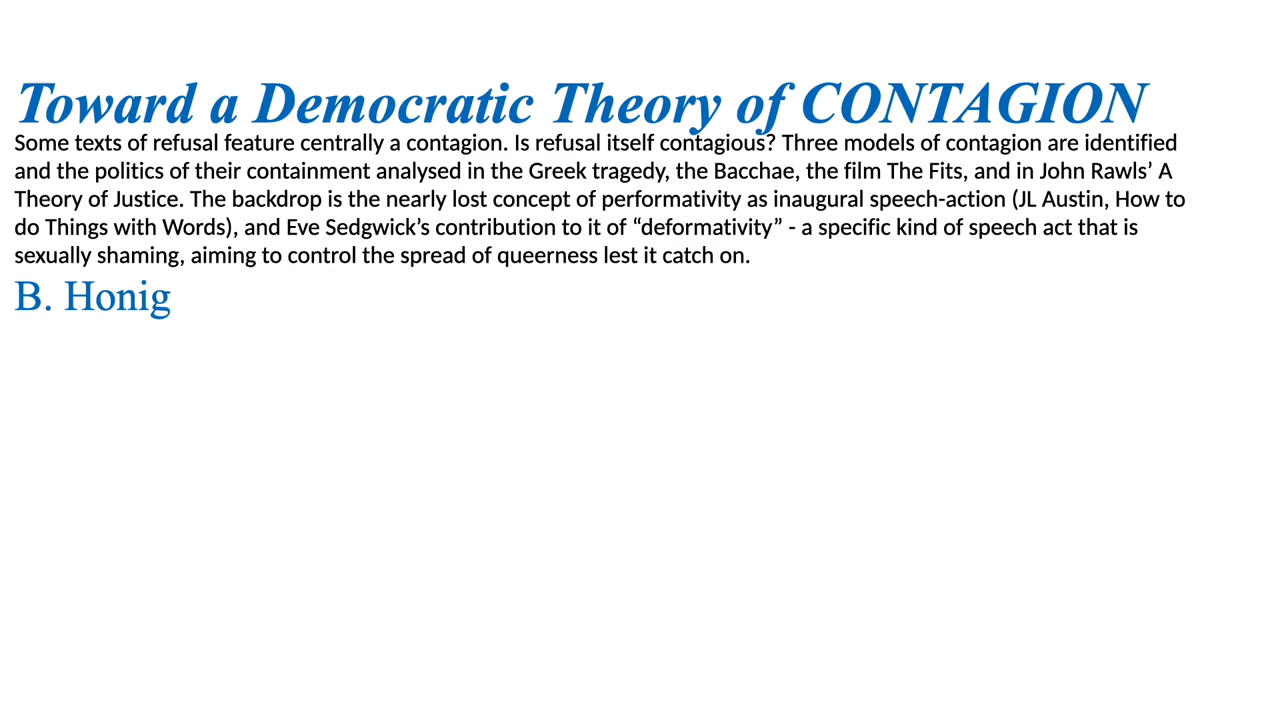 Toward a Democratic Theory of CONTAGION
Some texts of refusal feature centrally a contagion. Is refusal itself contagious? Three models of contagion are identified
and the politics of their containment analysed in the Greek tragedy, the Bacchae, the film The Fits, and in John Rawls’ A
Theory of Justice. The backdrop is the nearly lost concept of performativity as inaugural speech-action (JL Austin, How to
do Things with Words), and Eve Sedgwick’s contribution to it of “deformativity” - a specific kind of speech act that is
sexually shaming, aiming to control the spread of queerness lest it catch on.
B. Honig